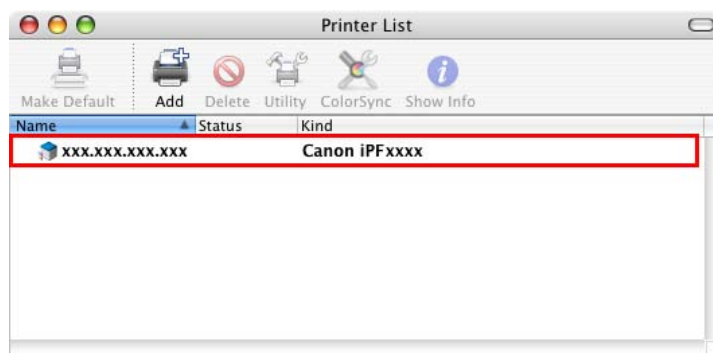 Printer List
Make Default Add Delete Utility ColorSync Show Info
Name Status Kind
xxx.xxx.xxx.xxx Canon iPFxxxx